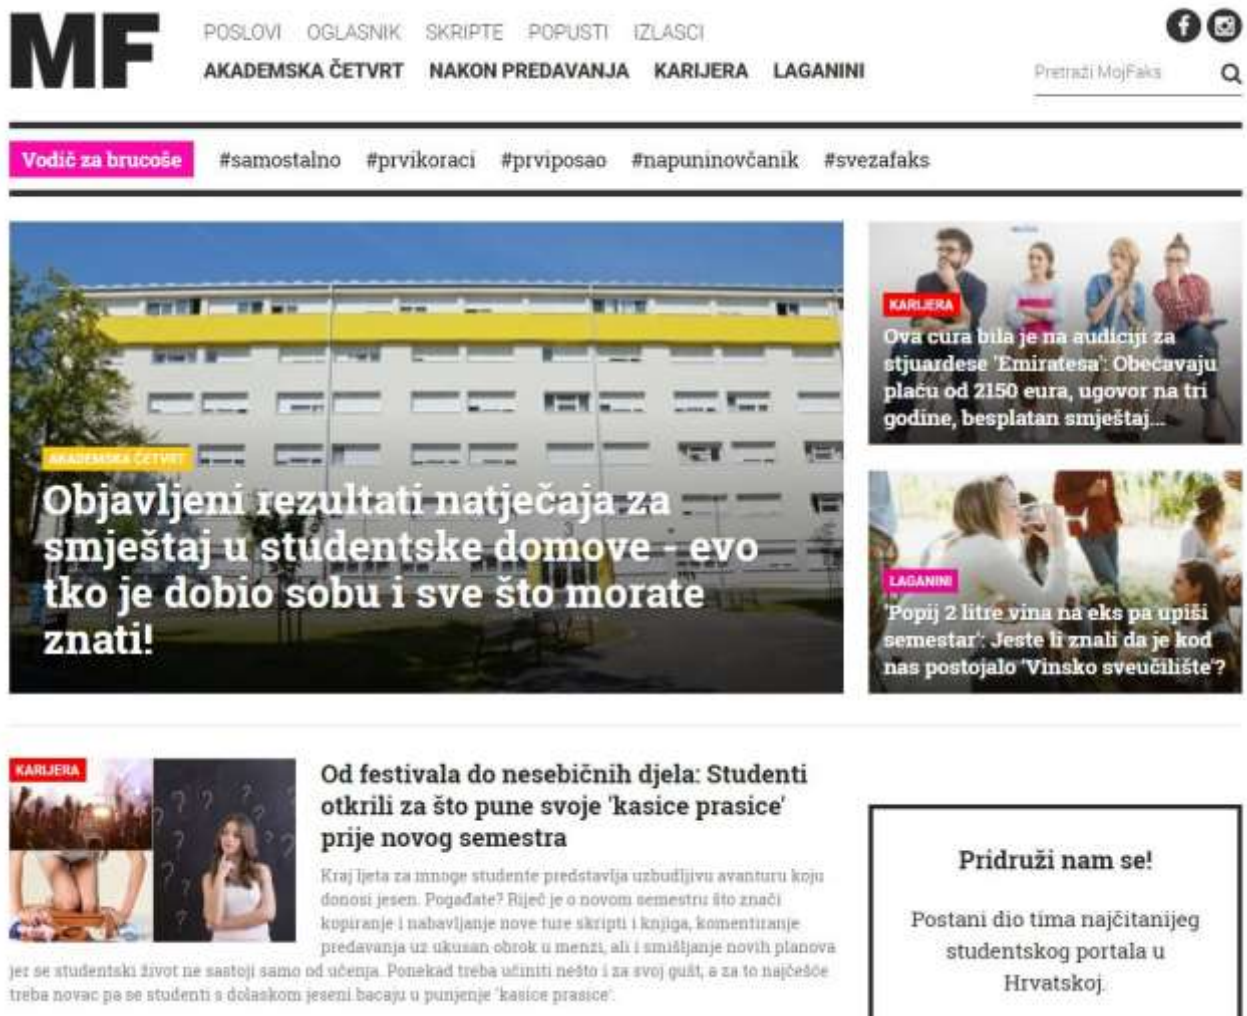 MF
POSLOVI OGLASNIK SKRIPTE POPUSTI IZLASCI
AKADEMSKA ČETVRT NAKON PREDAVANJA KARIJERA LAGANINI
Pretraži MojFaks
Vodič za brucoše #samostalno #prvikoraci #prviposao #napuninovčanik #svezafaks
AKADEMSKA ČETVRT
Objavljeni rezultati natječaja za
smještaj u studentske domove - evo
tko je dobio sobu i sve što morate
znati!
KARIJERA
Ova cura bila je na audiciji za
stjuardese 'Emiratesa': Obećavaju
plaću od 2150 eura, ugovor na tri
godine, besplatan smještaj...
LAGANINI
'Popij 2 litre vina na eks pa upiši
semestar': Jeste li znali da je kod
nas postojalo 'Vinsko sveučilište'?
KARIJERA
Od festivala do nesebičnih djela: Studenti
otkrili za što pune svoje 'kasice prasice'
prije novog semestra
Kraj ljeta za mnoge studente predstavlja uzbudljivu avanturu koju
donosi jesen. Pogađate? Riječ je o novom semestru što znači
kopiranje i nabavljanje nove ture skripti i knjiga, komentiranje
predavanja uz ukusan obrok u menzi, ali i smišljanje novih planova
jer se studentski život ne sastoji samo od učenja. Ponekad treba učiniti nešto i za svoj gušt, a za to najčešće
treba novac pa se studenti s dolaskom jeseni bacaju u punjenje 'kasice prasice'.
Pridruži nam se!
Postani dio tima najčitanijeg
studentskog portala u
Hrvatskoj.